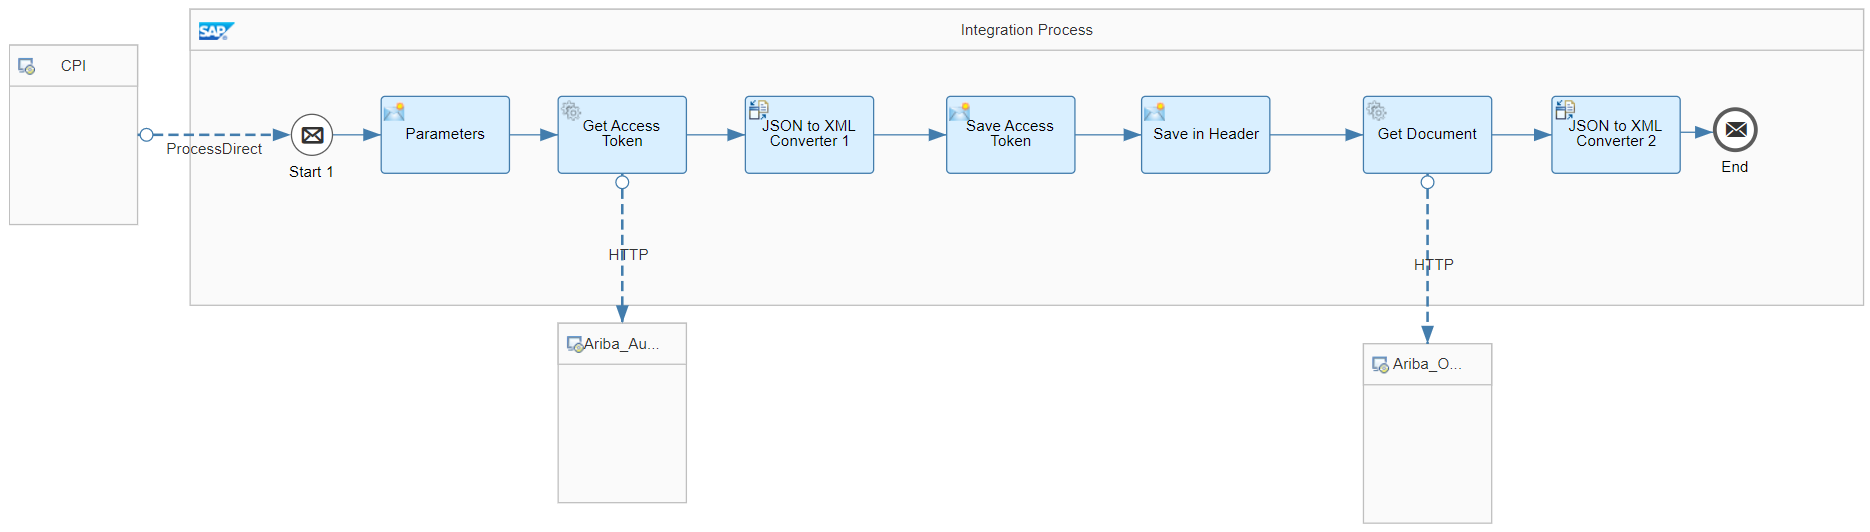 SAP
Integration Process
CPI
ProcessDirect
Start 1
Parameters
Get Access
Token
JSON to XML
Converter 1
Save Access
Token
Save in Header
Get Document
JSON to XML
Converter 2
End
HTTP
HTTP
Ariba_Au...
Ariba_O...